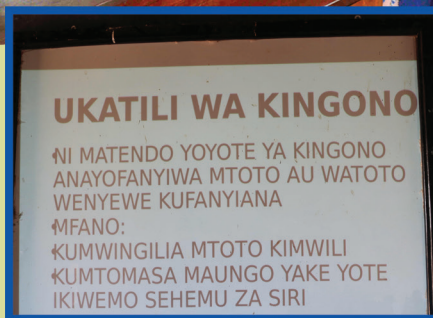 UKATILI WA KINGONO
•NI MATENDO YOYOTE YA KINGONO
ANAYOFANYIWA MTOTO AU WATOTO
WENYEWE KUFANYIANA
•MFANO:
•KUMWINGILIA MTOTO KIMWILI
•KUMTOMASA MAUNGO YAKE YOTE
IKIWEMO SEHEMU ZA SIRI